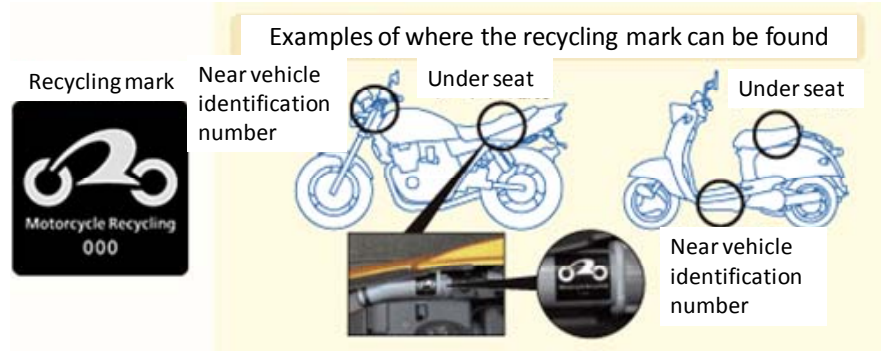 Examples of where the recycling mark can be found
Recycling mark
Motorcycle Recycling
000
Near vehicle
identification
number
Under seat
Under seat
Near vehicle
identification
number